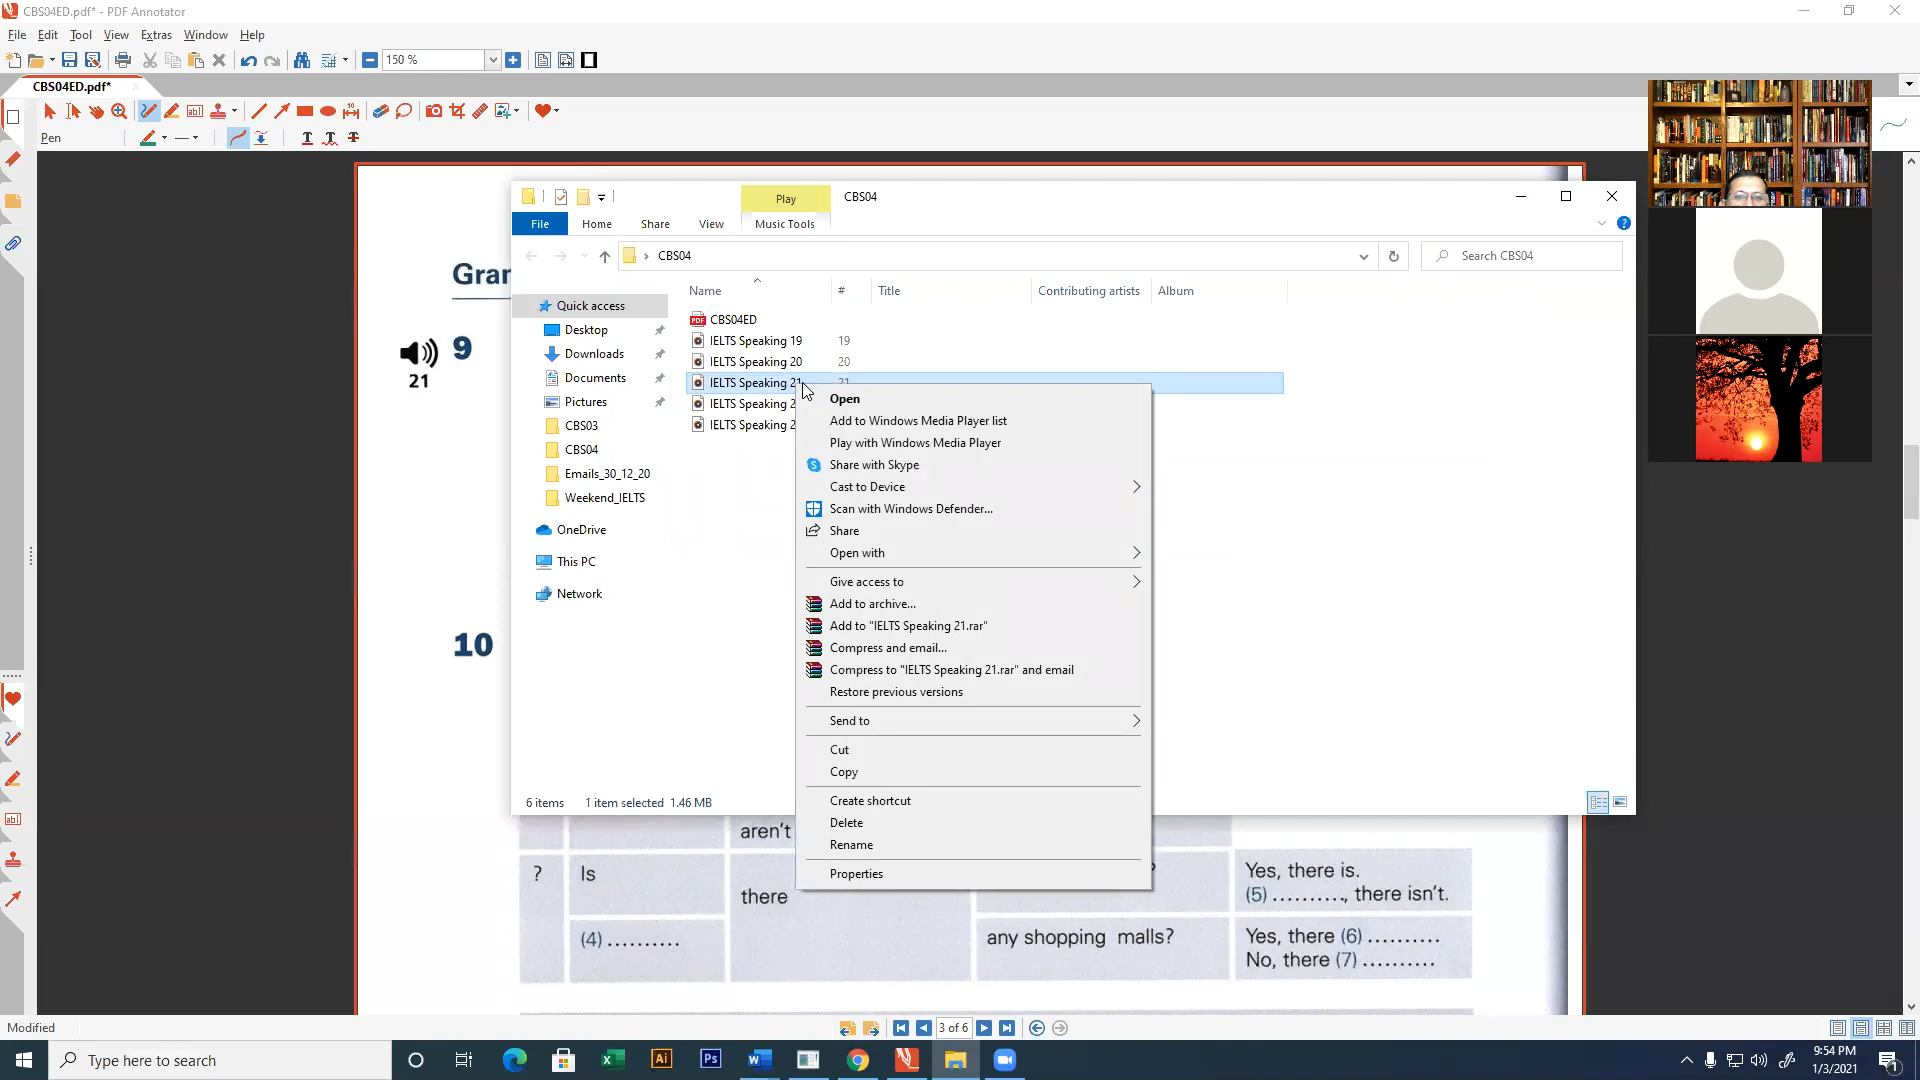 CBS04ED.pdf* - PDF Annotator
File Edit Tool View Extras Window Help
150 %
CBS04ED.pdf*
Pen
Play
CBS04
File Home Share View Music Tools
CBS04
Search CBS04
Name # Title Contributing artists Album
Quick access
Desktop
Downloads
Documents
Pictures
CBS03
CBS04
Emails_30_12_20
Weekend_IELTS
OneDrive
This PC
Network
CBS04ED
IELTS Speaking 19 19
IELTS Speaking 20 20
IELTS Speaking 21 21
IELTS Speaking 2
IELTS Speaking 2
Open
Add to Windows Media Player list
Play with Windows Media Player
Share with Skype
Cast to Device
Scan with Windows Defender...
Share
Open with
Give access to
Add to archive...
Add to "IELTS Speaking 21.rar"
Compress and email...
Compress to "IELTS Speaking 21.rar" and email
Restore previous versions
Send to
Cut
Copy
Create shortcut
Delete
Rename
Properties
6 items 1 item selected 1.46 MB
9
21
10
aren't
? Is there ? Yes, there is.
(5) .........., there isn't.
(4) .......... any shopping malls? Yes, there (6) ..........
No, there (7) ..........
Modified
3 of 6
Type here to search
9:54 PM
1/3/2021